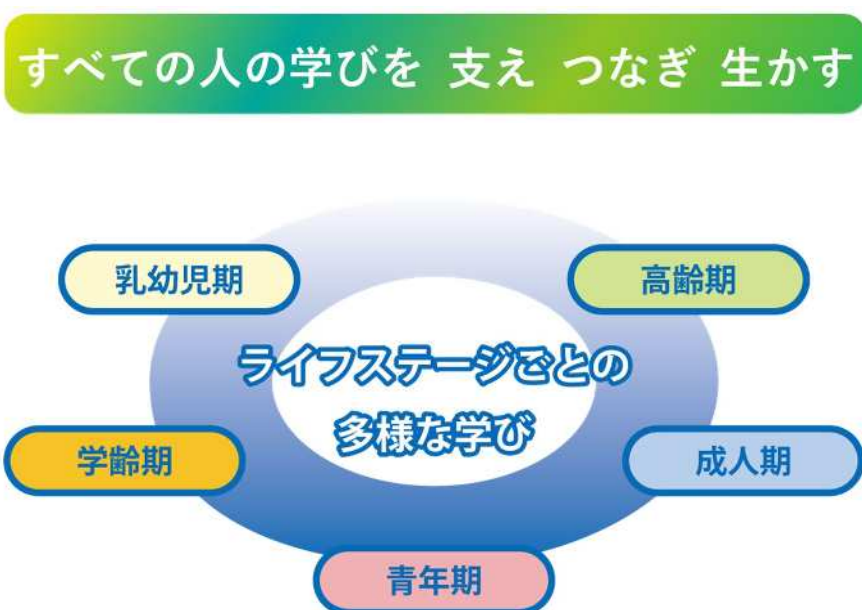 すべての人の学びを 支え つなぎ 生かす
乳幼児期
高齢期
ライフステージごとの
多様な学び
学齢期
成人期
青年期